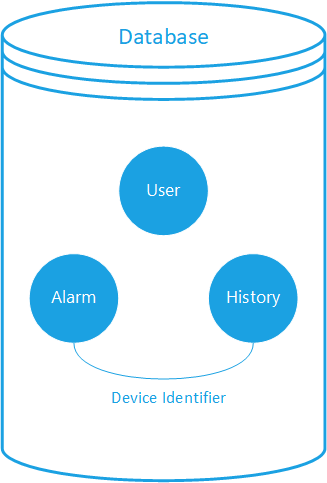 Database
User
Alarm
History
Device Identifier